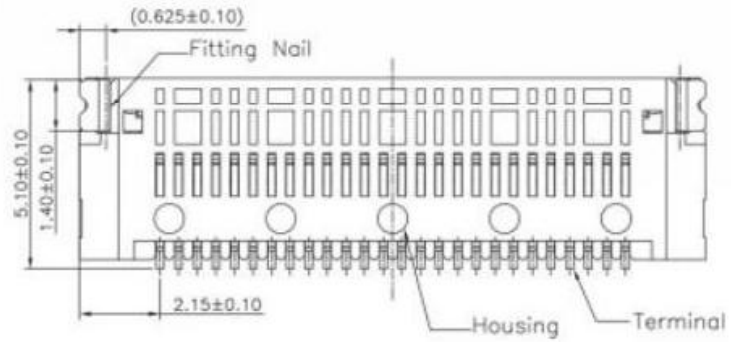 (0.625±0.10)
Fitting Nail
5.10±0.10
1.40±0.10
2.15±0.10
Housing
Terminal